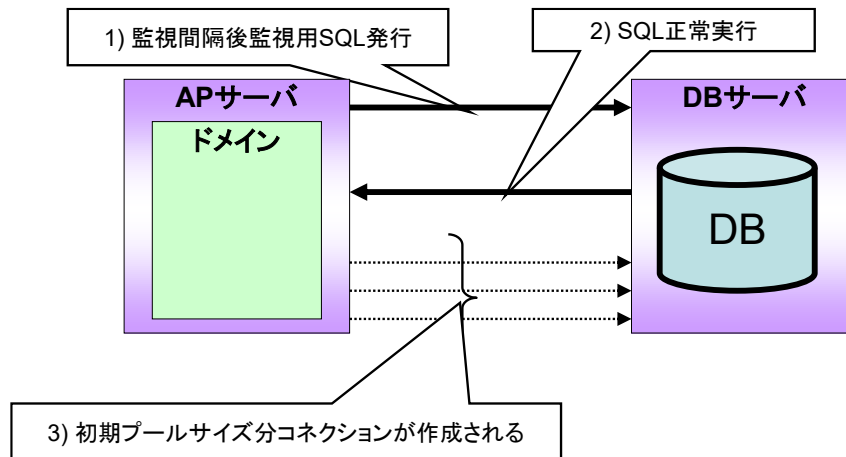 1) 監視間隔後監視用SQL発行
2) SQL正常実行
APサーバ
DBサーバ
ドメイン
DB
3) 初期プールサイズ分コネクションが作成される